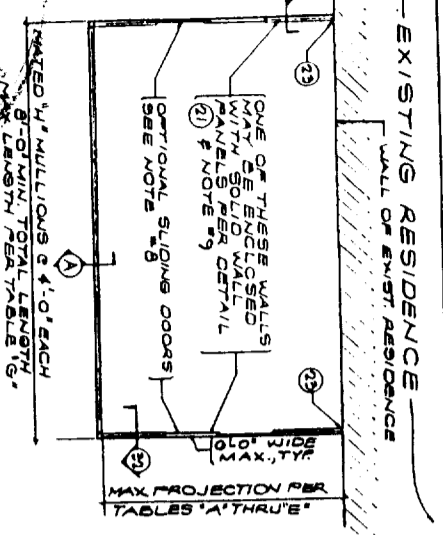 EXISTING RESIDENCE
WALL OF EXIST. RESIDENCE
23
23
ONE OF THESE WALLS
MAY BE ENCLOSED
WITH SOLID WALL
PANELS PER DETAIL
21 & NOTE #9
OPTIONAL SLIDING DOORS
SEE NOTE #8
A
WIDE
MAX., TYP.
MAX. PROJECTION PER
TABLES "A" THRU "E"
MATED "H" MULLIONS @ 4'-0" EACH
8'-0" MIN. TOTAL LENGTH
MAX. LENGTH PER TABLE "G"